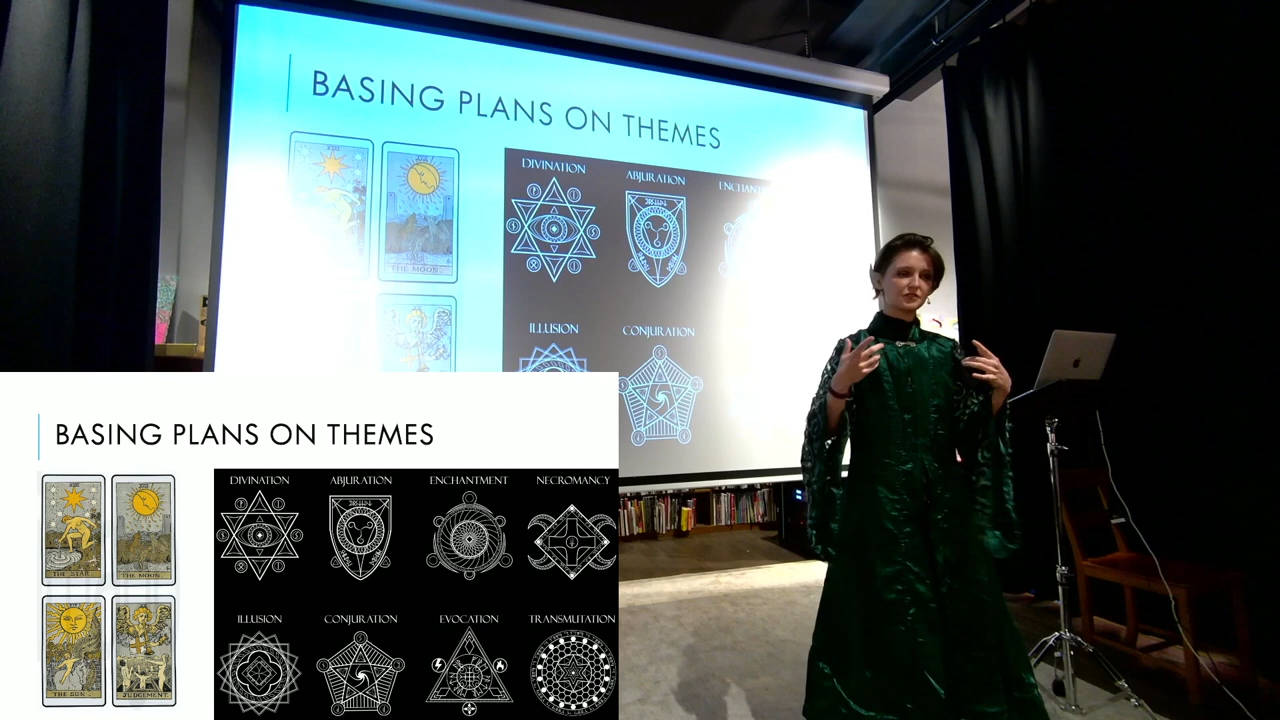 BASING PLANS ON THEMES
DIVINATION
ABJURATION
ENCHANT
THE MOON.
ILLUSION
CONJURATION
BASING PLANS ON THEMES
DIVINATION ABJURATION ENCHANTMENT NECROMANCY
THE STAR. THE MOON.
ILLUSION CONJURATION EVOCATION TRANSMUTATION
THE SUN. JUDGEMENT.